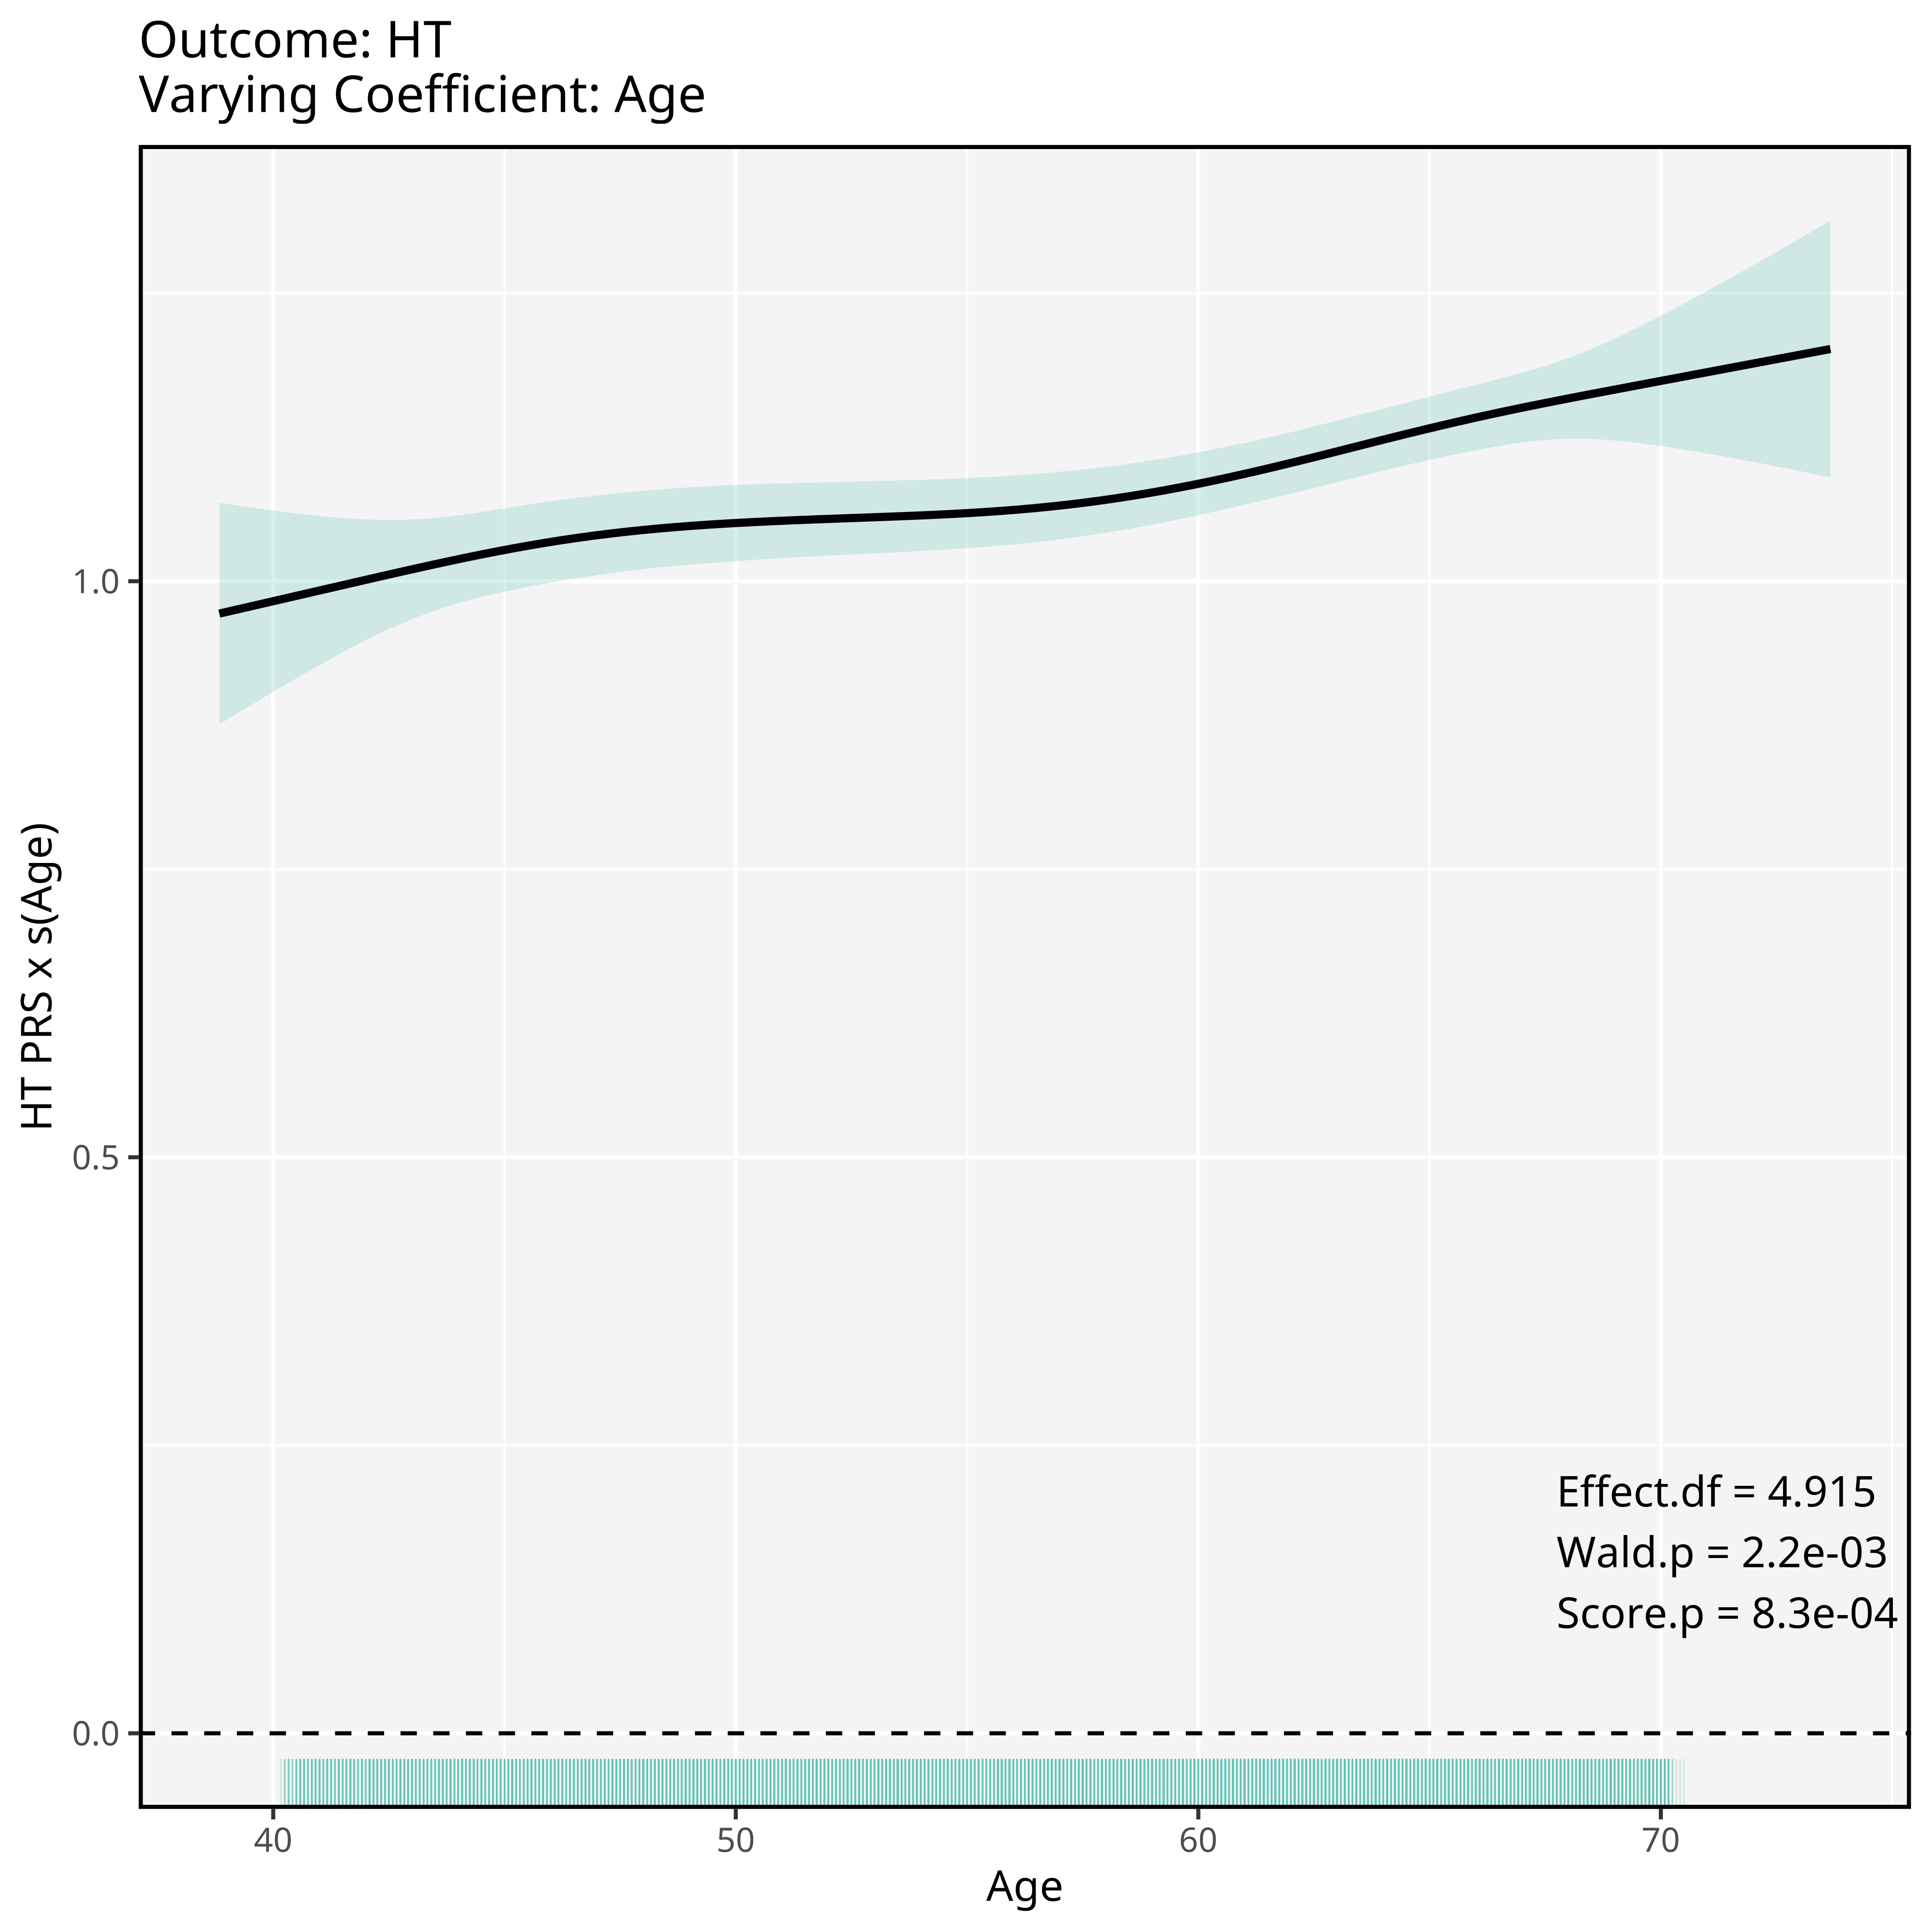 Outcome: HT
Varying Coefficient: Age
HT PRS x s(Age)
1.0
0.5
0.0
Effect.df = 4.915
Wald.p = 2.2e-03
Score.p = 8.3e-04
40
50
60
70
Age